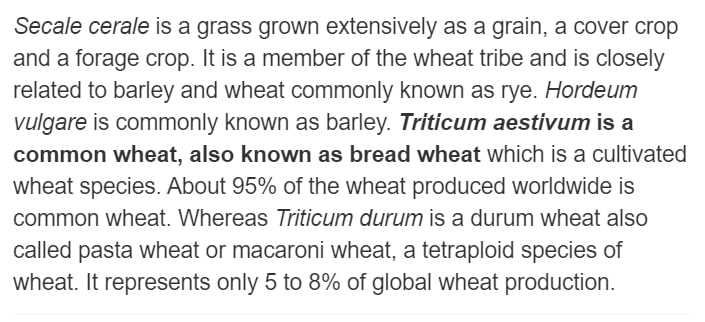 Secale cerale is a grass grown extensively as a grain, a cover crop
and a forage crop. It is a member of the wheat tribe and is closely
related to barley and wheat commonly known as rye. Hordeum
vulgare is commonly known as barley. Triticum aestivum is a
common wheat, also known as bread wheat which is a cultivated
wheat species. About 95% of the wheat produced worldwide is
common wheat. Whereas Triticum durum is a durum wheat also
called pasta wheat or macaroni wheat, a tetraploid species of
wheat. It represents only 5 to 8% of global wheat production.